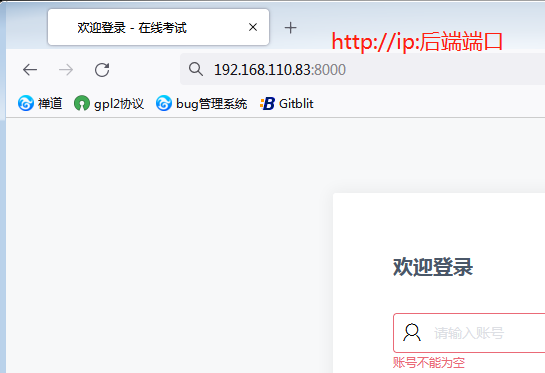 欢迎登录 - 在线考试
http://ip:后端端口
192.168.110.83:8000
禅道 gpl2协议 bug管理系统 Gitblit
欢迎登录
请输入账号
账号不能为空